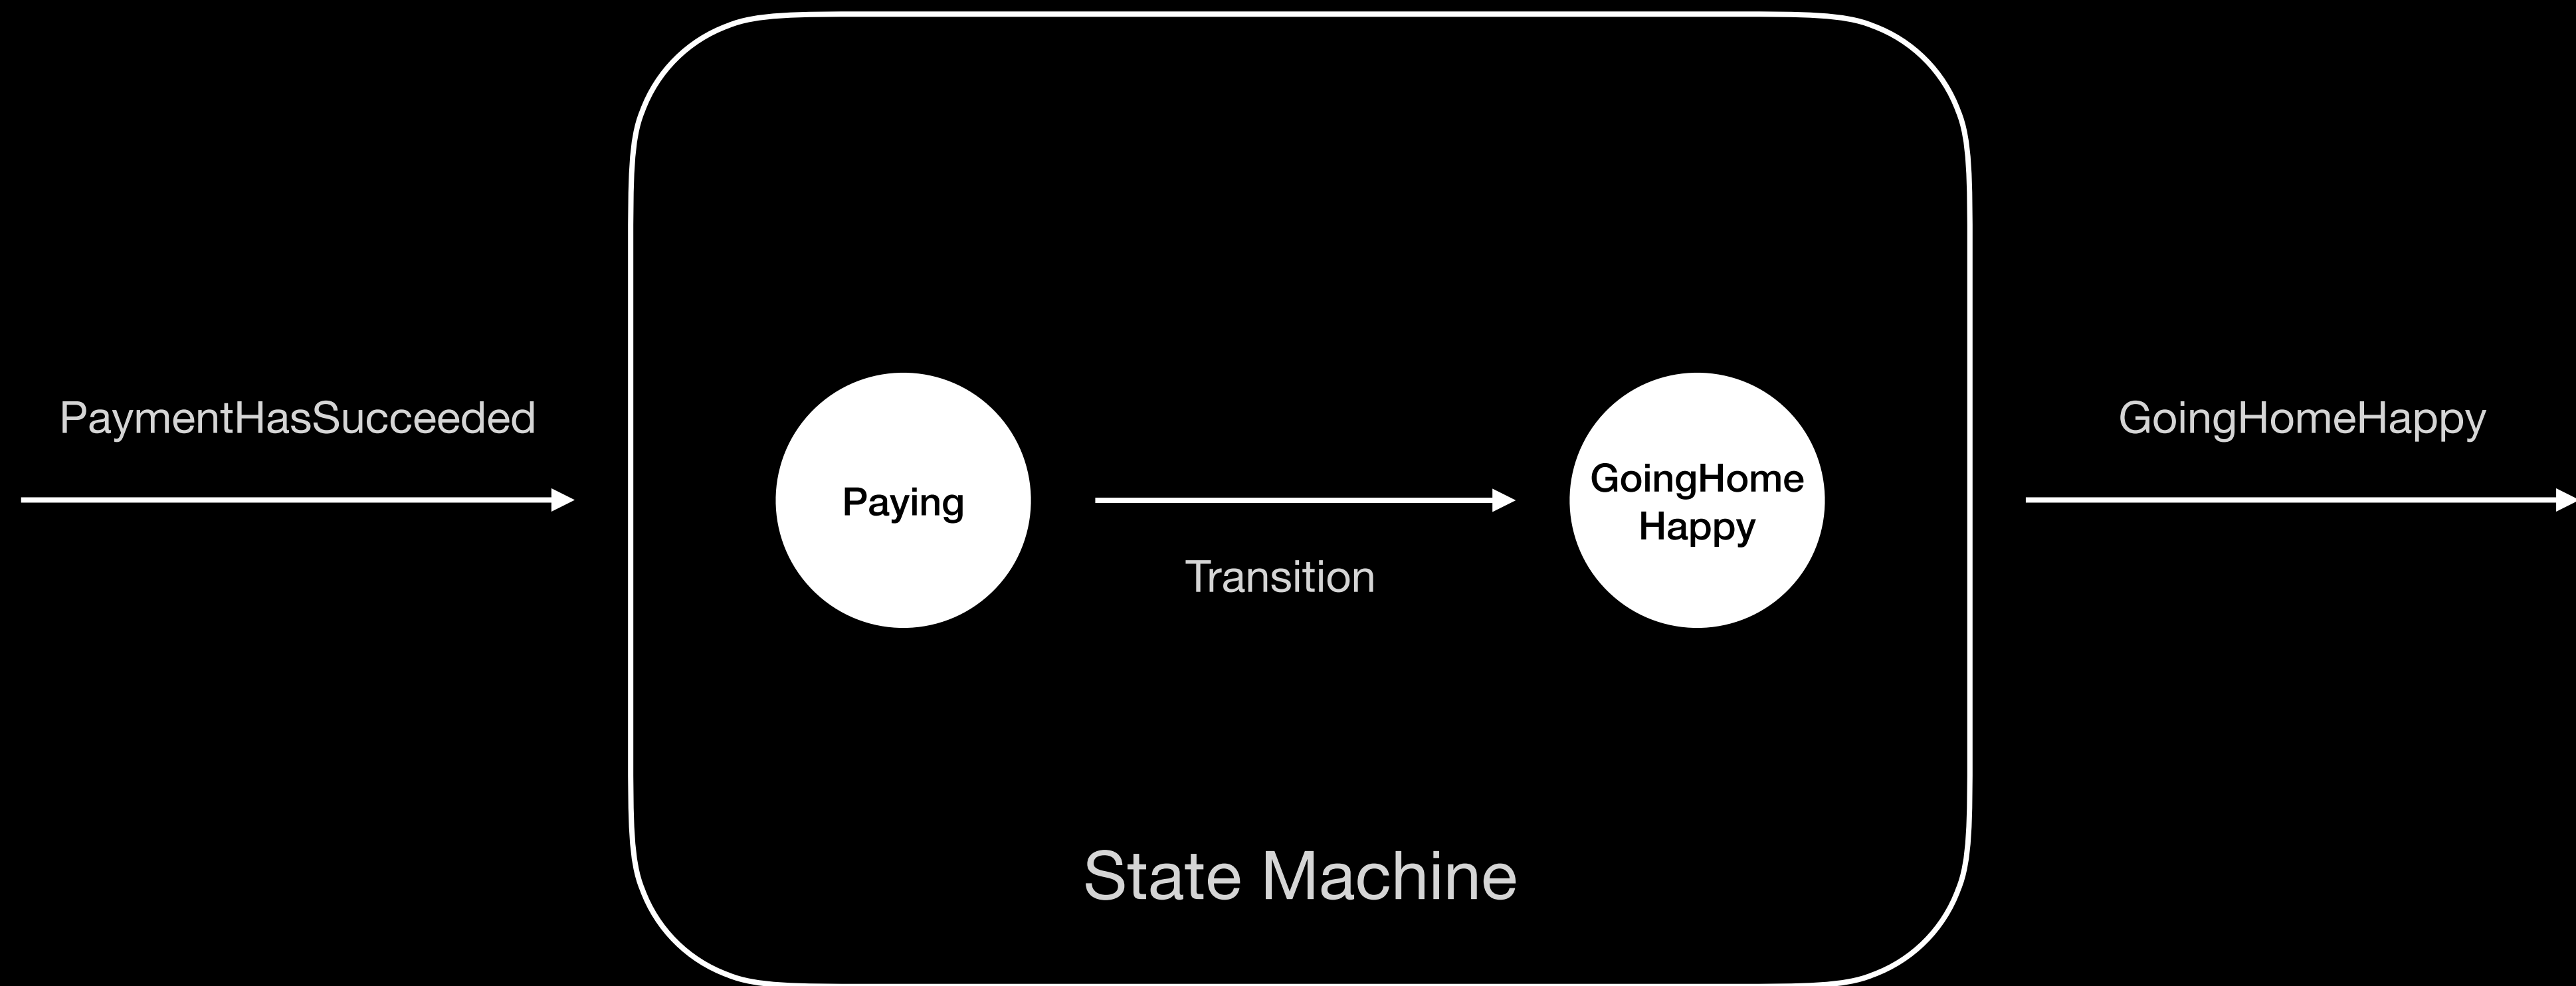 PaymentHasSucceeded
Paying
Transition
GoingHome
Happy
GoingHomeHappy
State Machine